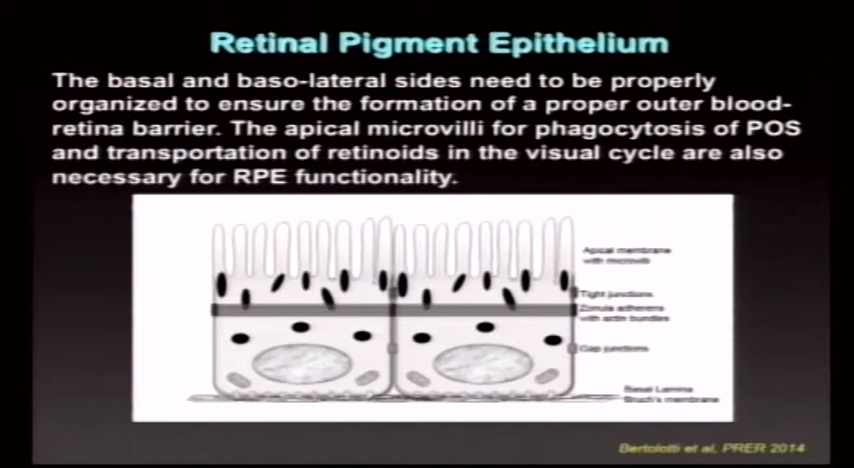 Retinal Pigment Epithelium
The basal and baso-lateral sides need to be properly
organized to ensure the formation of a proper outer blood-
retina barrier. The apical microvilli for phagocytosis of POS
and transportation of retinoids in the visual cycle are also
necessary for RPE functionality.
Apical membrane
with microvilli
Tight junctions
Zonula adherens
with actin bundles
Gap junctions
Basal Lamina
Bruch's membrane
Bertolotti et al, PRER 2014